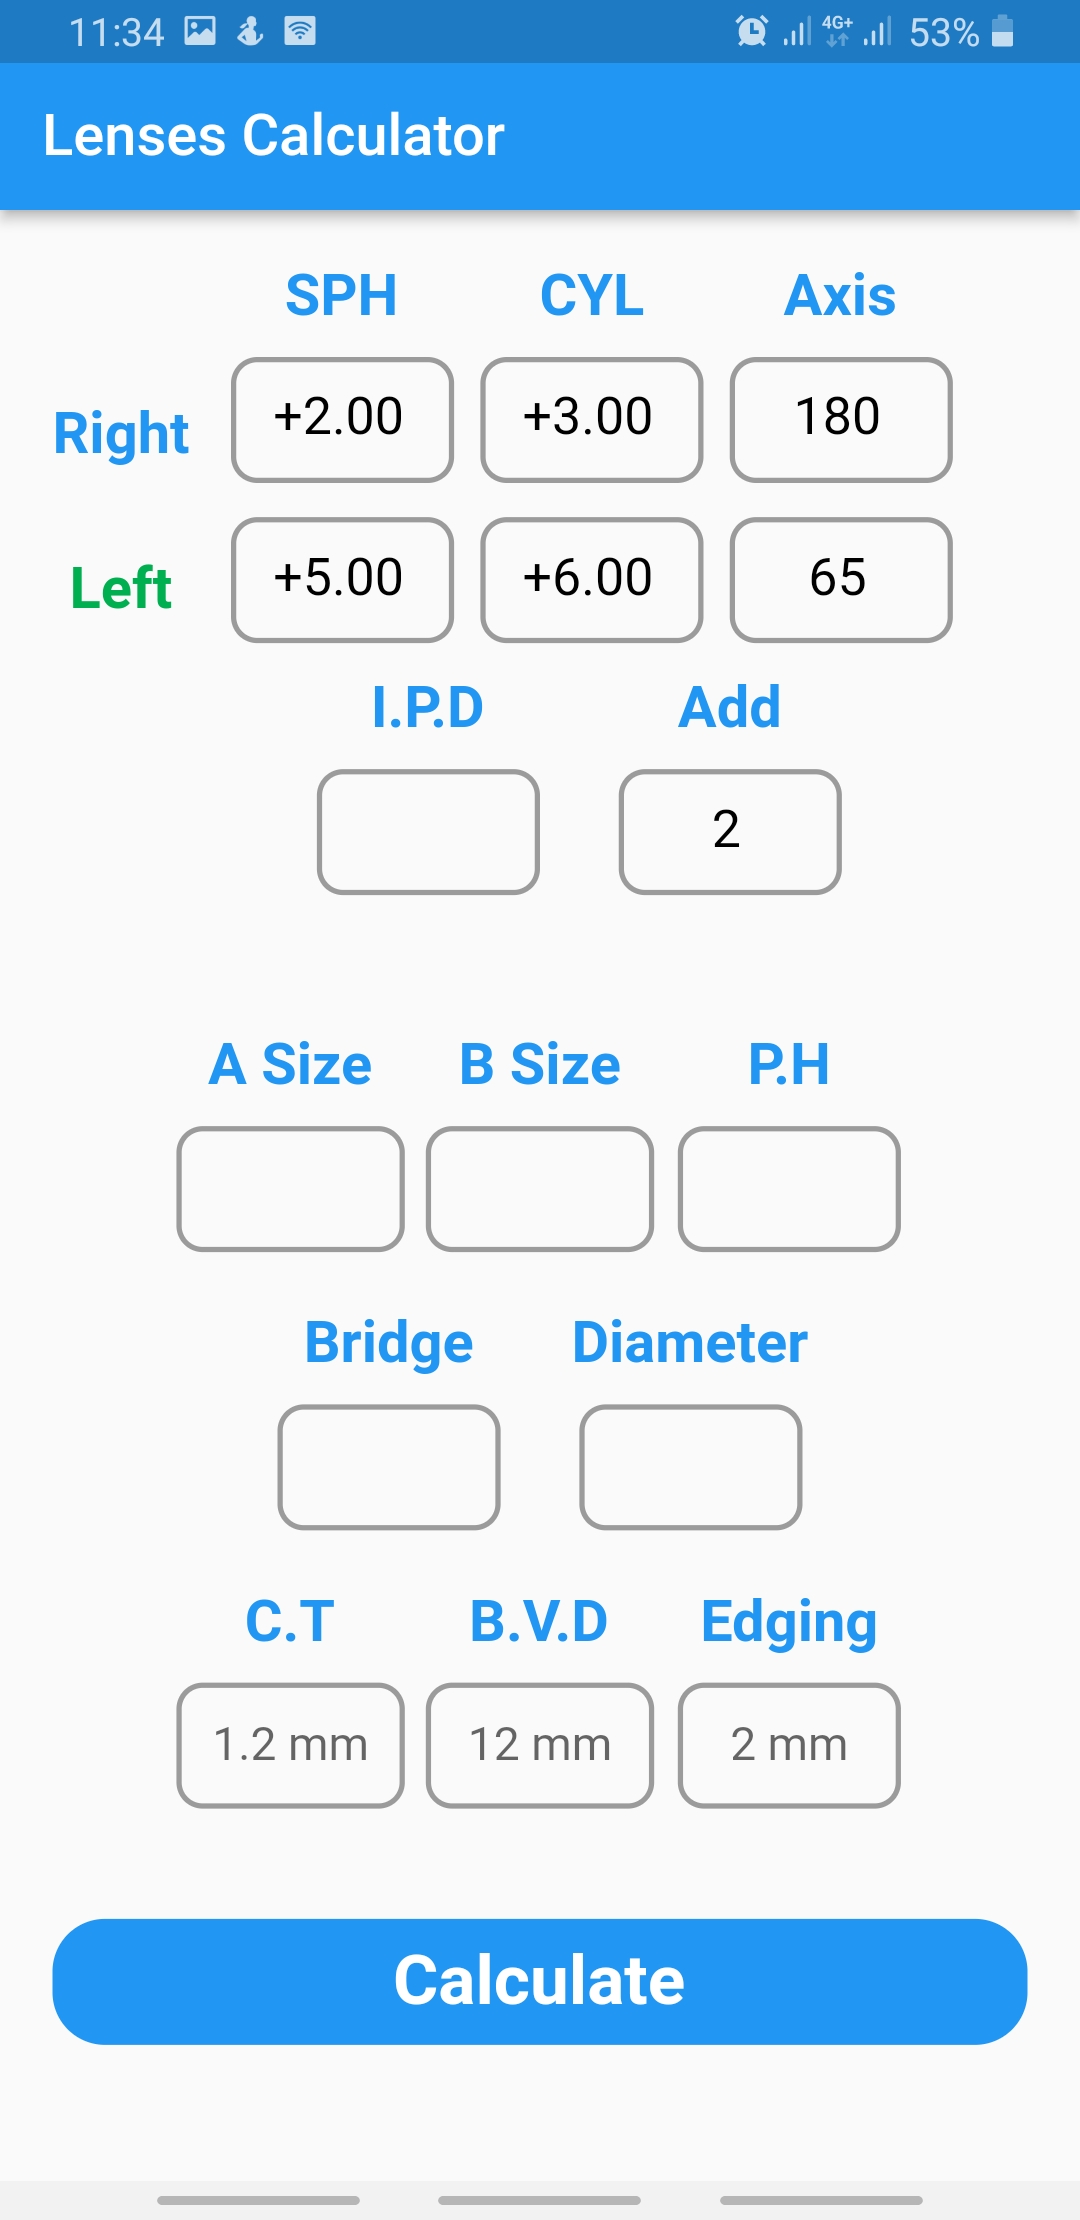 11:34 4G+ 53%
Lenses Calculator
SPH CYL Axis
Right +2.00 +3.00 180
Left +5.00 +6.00 65
I.P.D Add
2
A Size B Size P.H
Bridge Diameter
C.T B.V.D Edging
1.2 mm 12 mm 2 mm
Calculate